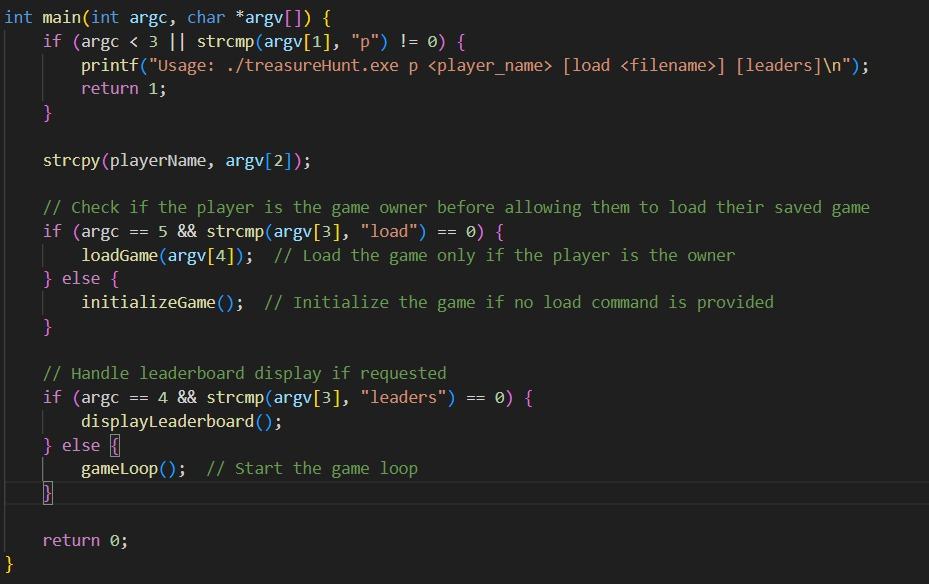 int main(int argc, char *argv[]) {
    if (argc < 3 || strcmp(argv[1], "p") != 0) {
        printf("Usage: ./treasureHunt.exe p <player_name> [load <filename>] [leaders]\n");
        return 1;
    }

    strcpy(playerName, argv[2]);

    // Check if the player is the game owner before allowing them to load their saved game
    if (argc == 5 && strcmp(argv[3], "load") == 0) {
        loadGame(argv[4]);  // Load the game only if the player is the owner
    } else {
        initializeGame();  // Initialize the game if no load command is provided
    }

    // Handle leaderboard display if requested
    if (argc == 4 && strcmp(argv[3], "leaders") == 0) {
        displayLeaderboard();
    } else {
        gameLoop();  // Start the game loop
    }

    return 0;
}